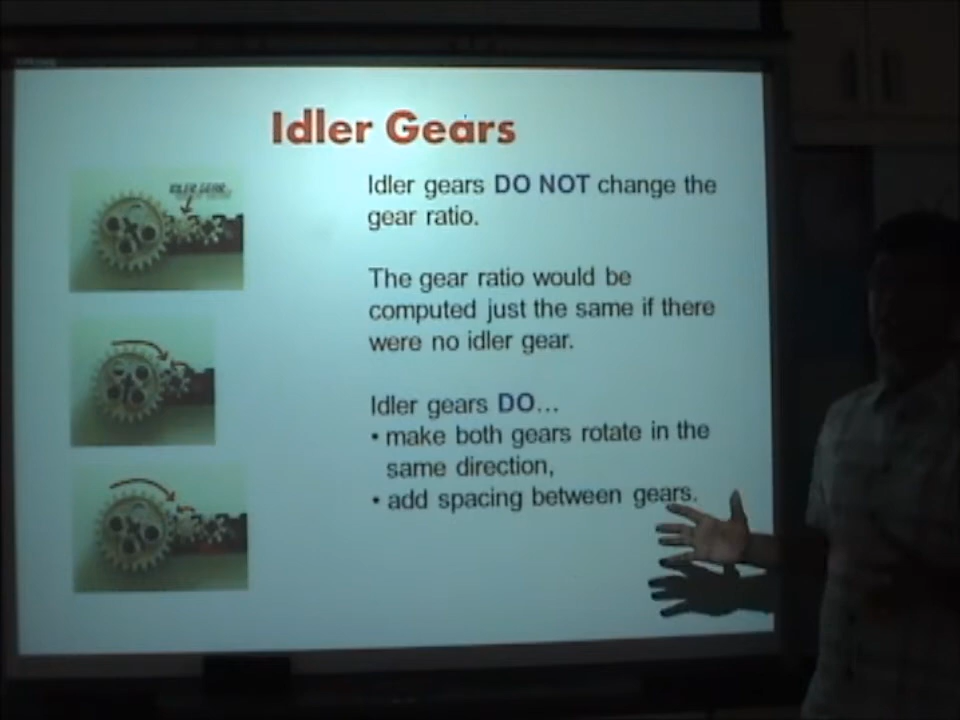 Idler Gears
IDLER GEAR
Idler gears DO NOT change the
gear ratio.
The gear ratio would be
computed just the same if there
were no idler gear.
Idler gears DO...
• make both gears rotate in the
same direction,
• add spacing between gears.